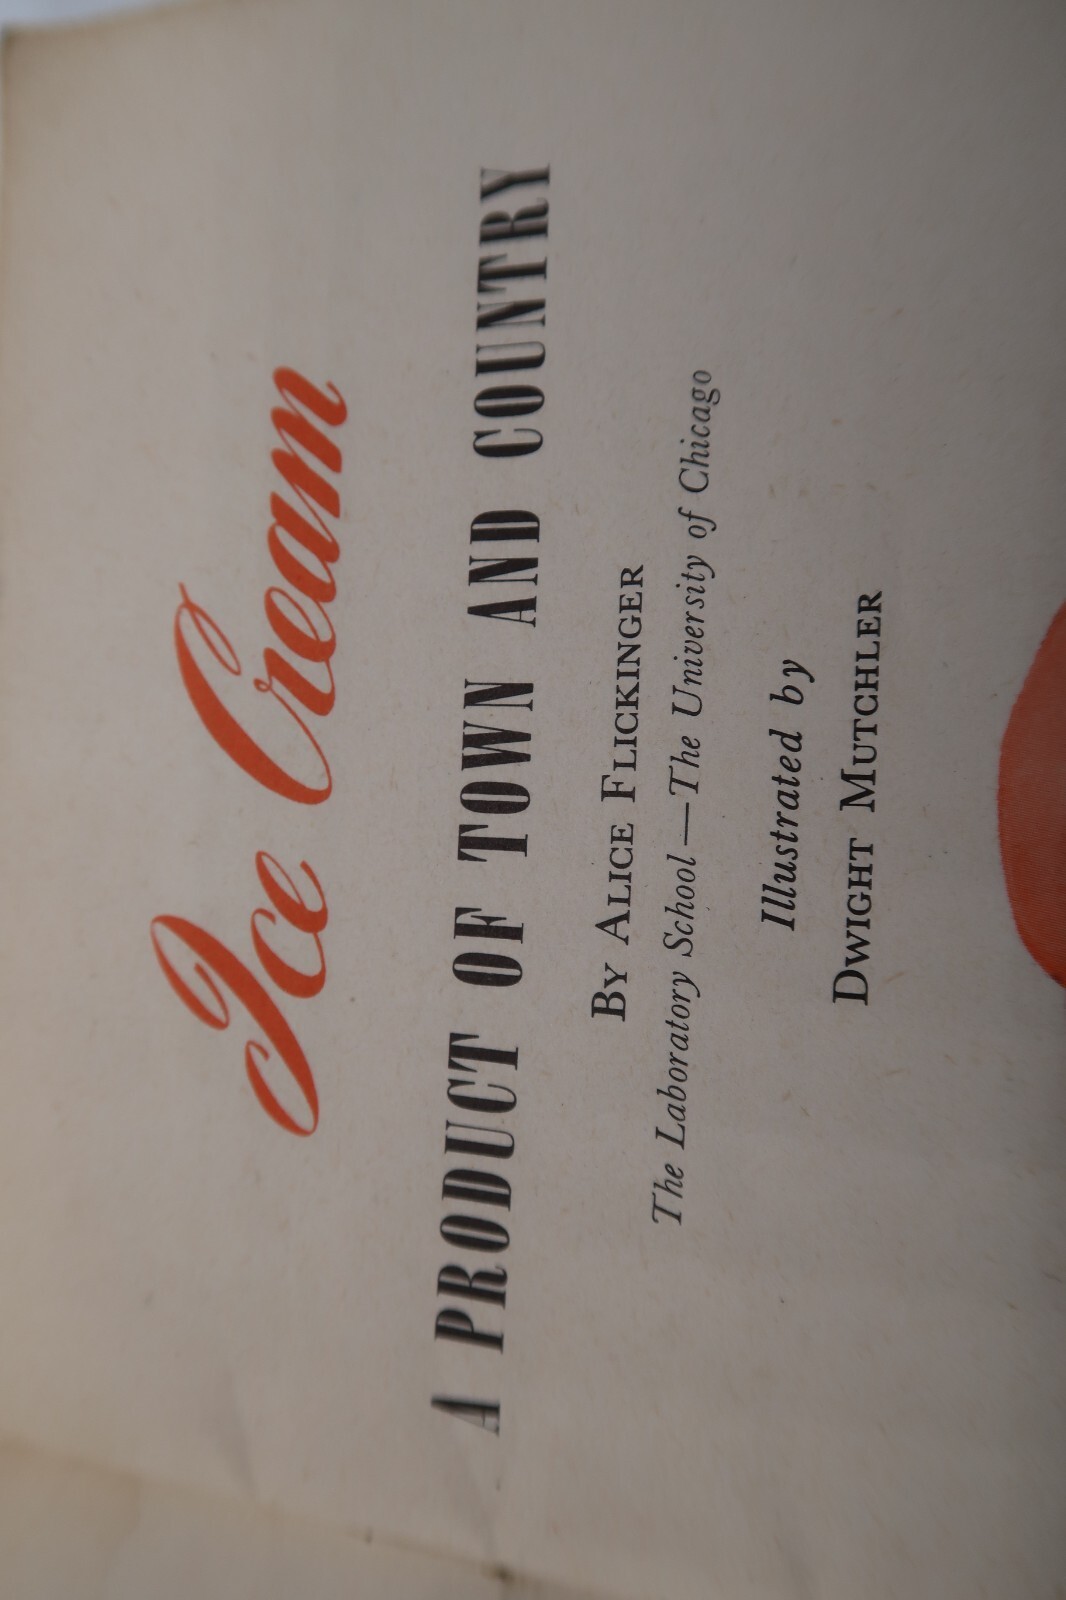 Ice Cream
A PRODUCT OF TOWN AND COUNTRY
BY ALICE FLICKINGER
The Laboratory School—The University of Chicago
Illustrated by
DWIGHT MUTCHLER